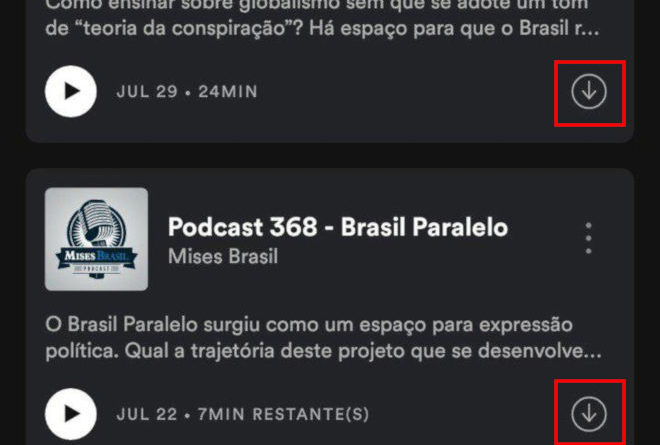 Como ensinar sobre globalismo sem que se adote um tom
de “teoria da conspiração”? Há espaço para que o Brasil r...
JUL 29 • 24MIN
MISES BRASIL
PODCAST
Podcast 368 - Brasil Paralelo
Mises Brasil
O Brasil Paralelo surgiu como um espaço para expressão
política. Qual a trajetória deste projeto que se desenvolve...
JUL 22 • 7MIN RESTANTE(S)